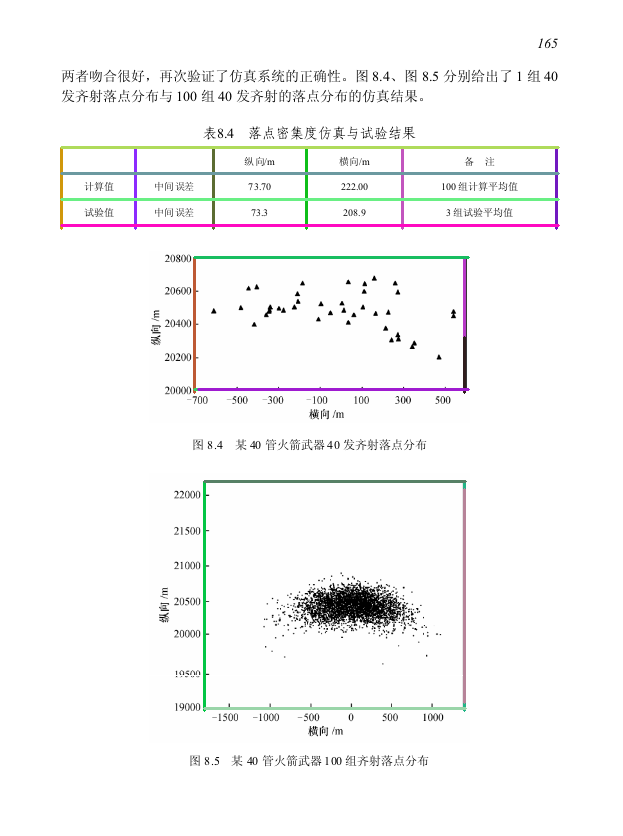 165
两者吻合很好，再次验证了仿真系统的正确性。图 8.4、图 8.5 分别给出了 1 组 40
发齐射落点分布与 100 组 40 发齐射的落点分布的仿真结果。
表8.4 落点密集度仿真与试验结果
纵向/m 横向/m 备 注
计算值 中间误差 73.70 222.00 100 组计算平均值
试验值 中间误差 73.3 208.9 3 组试验平均值
20800
20600
20400
20200
20000
纵向 /m
-700 -500 -300 -100 100 300 500
横向 /m
图 8.4 某 40 管火箭武器 40 发齐射落点分布
22000
21500
21000
20500
20000
19500
19000
纵向 /m
-1500 -1000 -500 0 500 1000
横向 /m
图 8.5 某 40 管火箭武器 100 组齐射落点分布